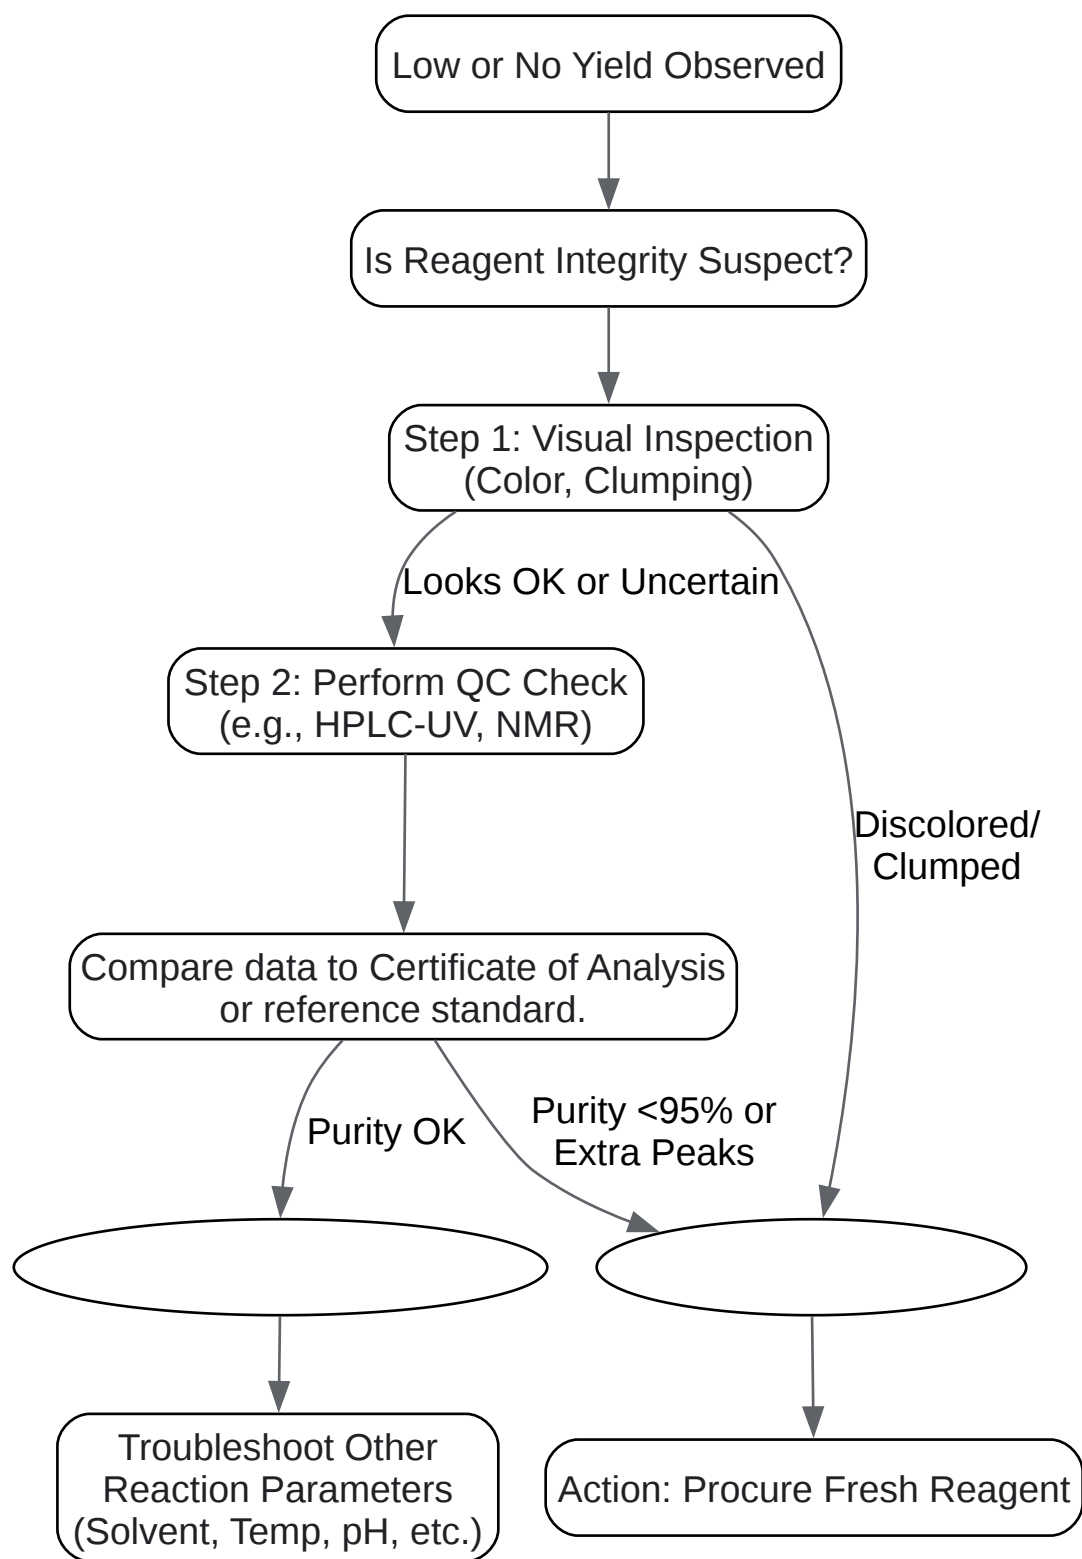 Low or No Yield Observed
Is Reagent Integrity Suspect?
Step 1: Visual Inspection
(Color, Clumping)
Looks OK or Uncertain
Step 2: Perform QC Check
(e.g., HPLC-UV, NMR)
Discolored/
Clumped
Compare data to Certificate of Analysis
or reference standard.
Purity OK
Purity <95% or
Extra Peaks
Troubleshoot Other
Reaction Parameters
(Solvent, Temp, pH, etc.)
Action: Procure Fresh Reagent